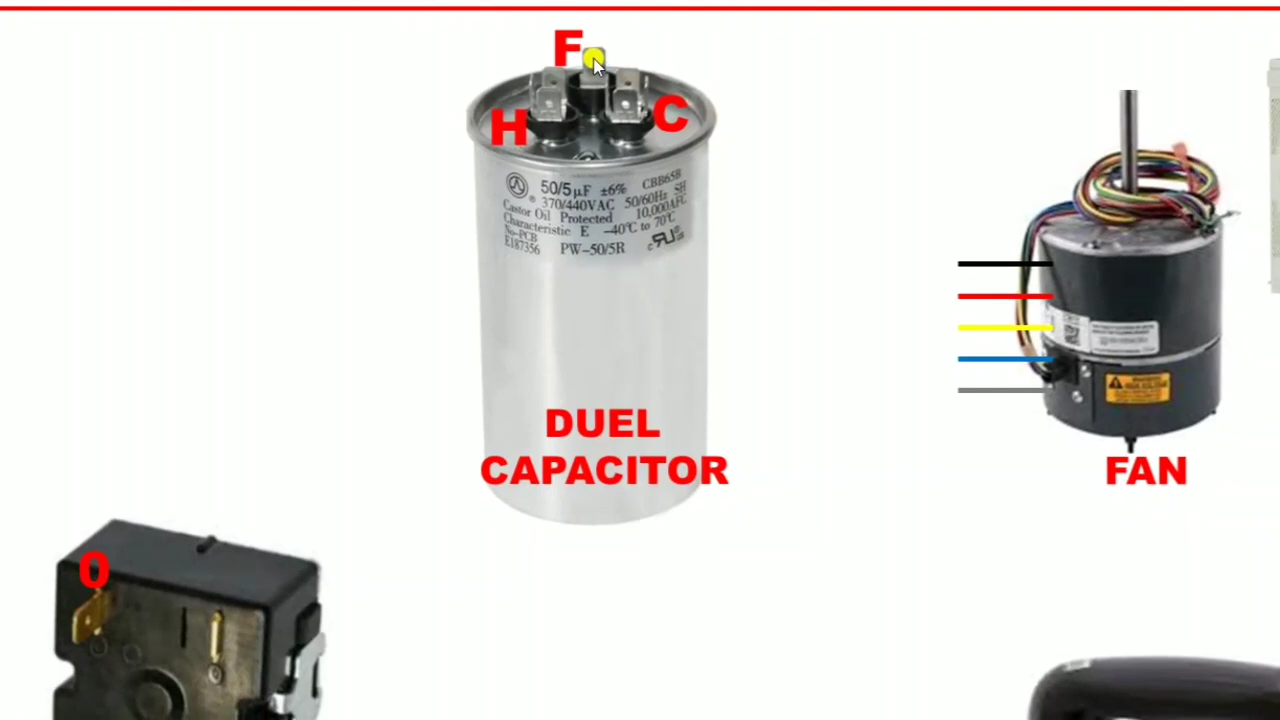 F
H
C
50/5μF ±6% CBB65B
370/440VAC 50/60Hz SH
Castor Oil Protected 10,000AFC
Characteristic E -40℃ to 70℃
No-PCB
E187356 PW-50/5R
DUEL
CAPACITOR
FAN
0